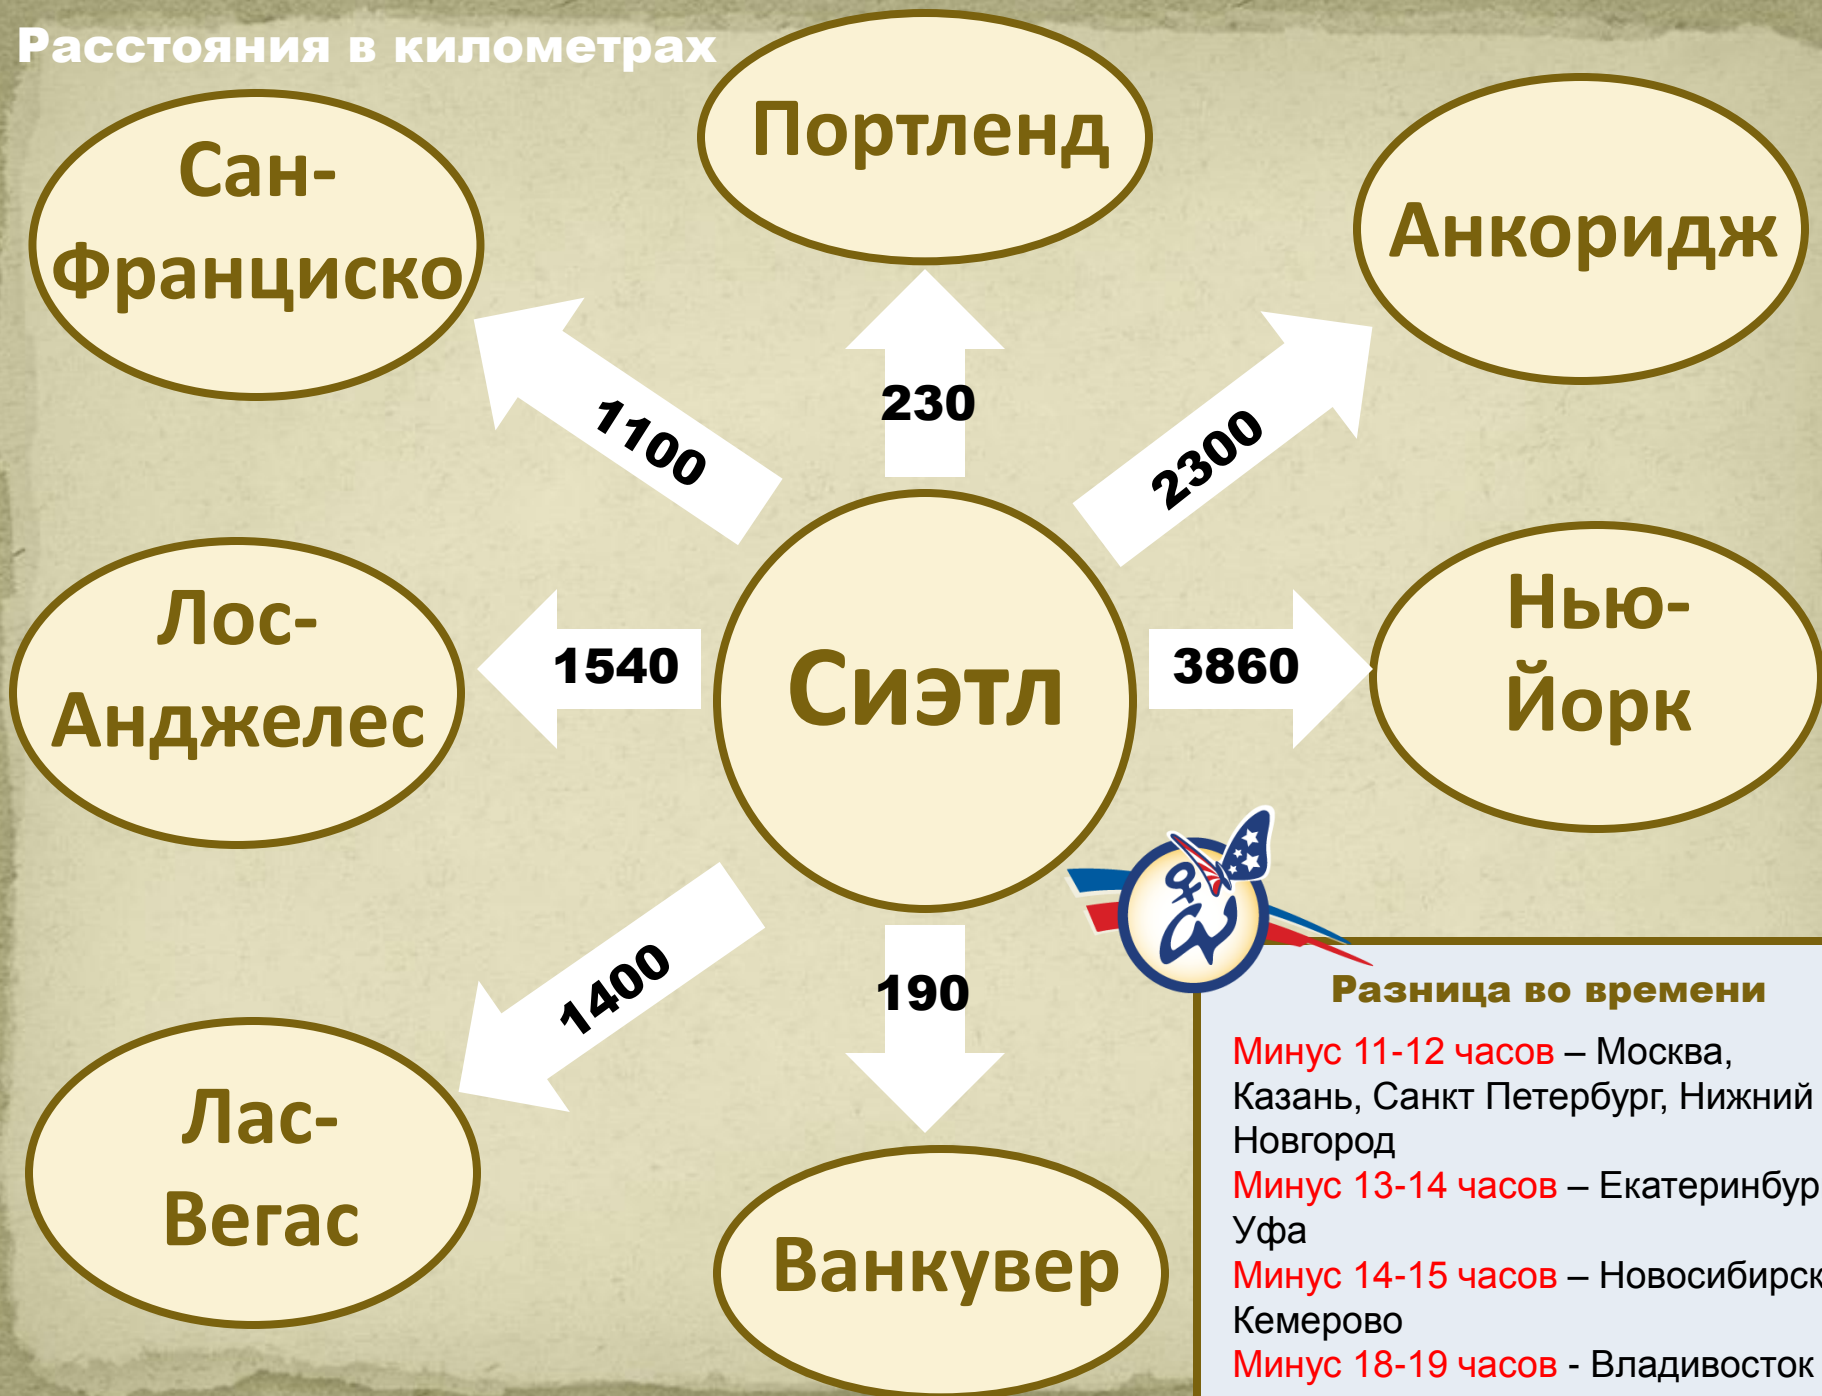 Расстояния в километрах
Портленд
Сан-
Франциско
Анкоридж
1100
230
2300
Лос-
Анджелес
1540
Сиэтл
3860
Нью-
Йорк
1400
190
Лас-
Вегас
Ванкувер
Разница во времени
Минус 11-12 часов – Москва,
Казань, Санкт Петербург, Нижний
Новгород
Минус 13-14 часов – Екатеринбур
Уфа
Минус 14-15 часов – Новосибирск
Кемерово
Минус 18-19 часов - Владивосток